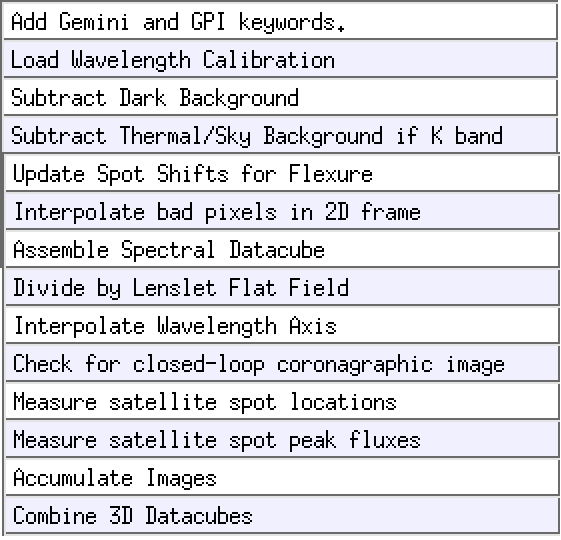 Add Gemini and GPI keywords.
Load Wavelength Calibration
Subtract Dark Background
Subtract Thermal/Sky Background if K band
Update Spot Shifts for Flexure
Interpolate bad pixels in 2D frame
Assemble Spectral Datacube
Divide by Lenslet Flat Field
Interpolate Wavelength Axis
Check for closed-loop coronagraphic image
Measure satellite spot locations
Measure satellite spot peak fluxes
Accumulate Images
Combine 3D Datacubes